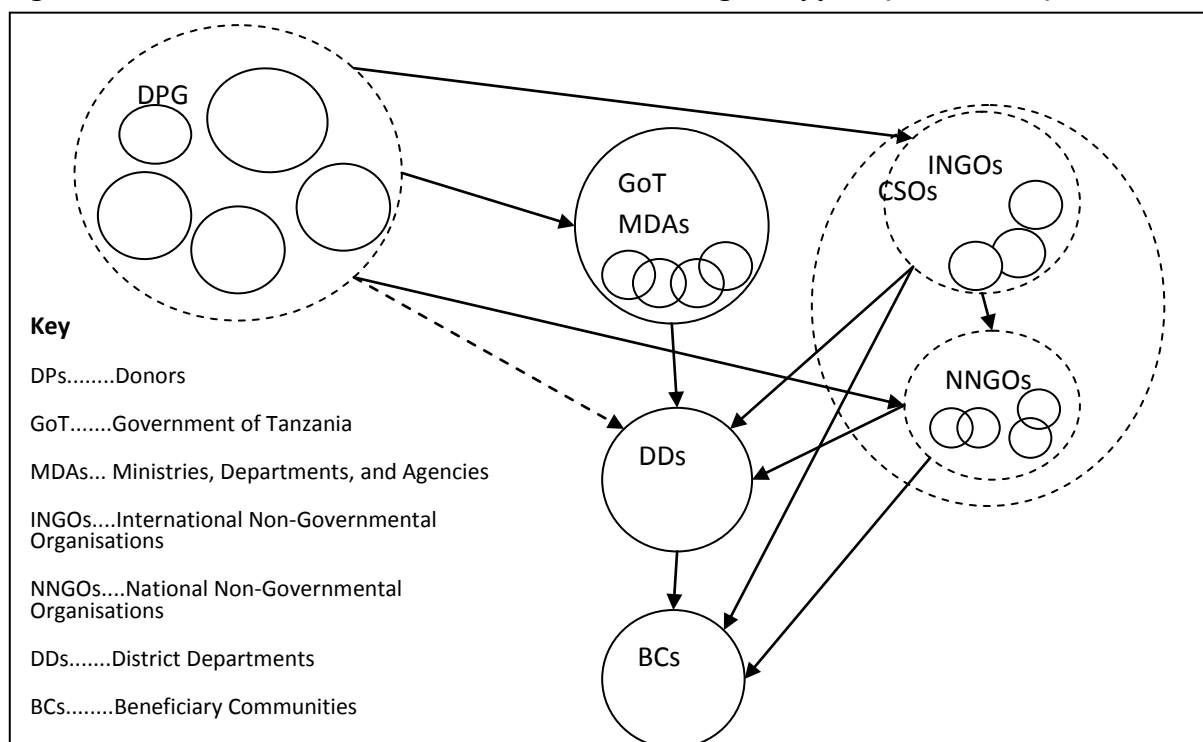 DPG
GoT
MDAs
INGOs
CSOs
NNGOs
DDs
BCs
Key
DPs........Donors
GoT.......Government of Tanzania
MDAs... Ministries, Departments, and Agencies
INGOs....International Non-Governmental
Organisations
NNGOs....National Non-Governmental
Organisations
DDs.......District Departments
BCs........Beneficiary Communities